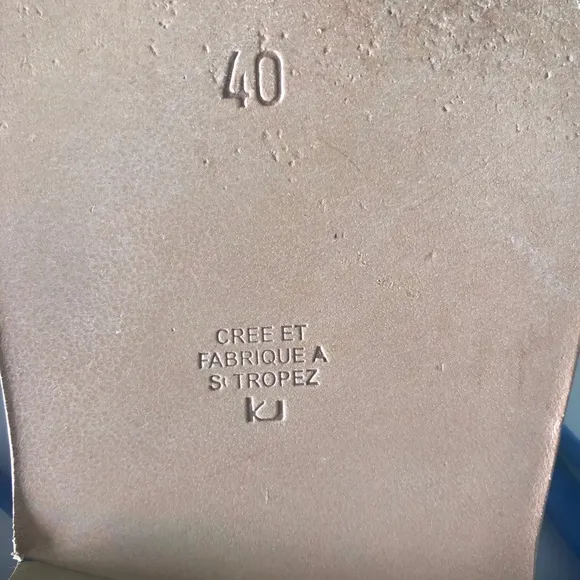 40
CREE ET
FABRIQUE A
St TROPEZ
KJ